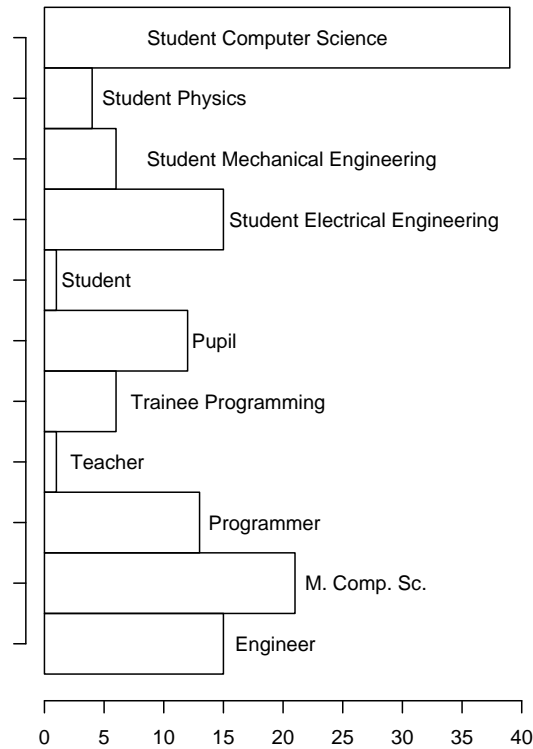 Student Computer Science
Student Physics
Student Mechanical Engineering
Student Electrical Engineering
Student
Pupil
Trainee Programming
Teacher
Programmer
M. Comp. Sc.
Engineer
0 5 10 15 20 25 30 35 40